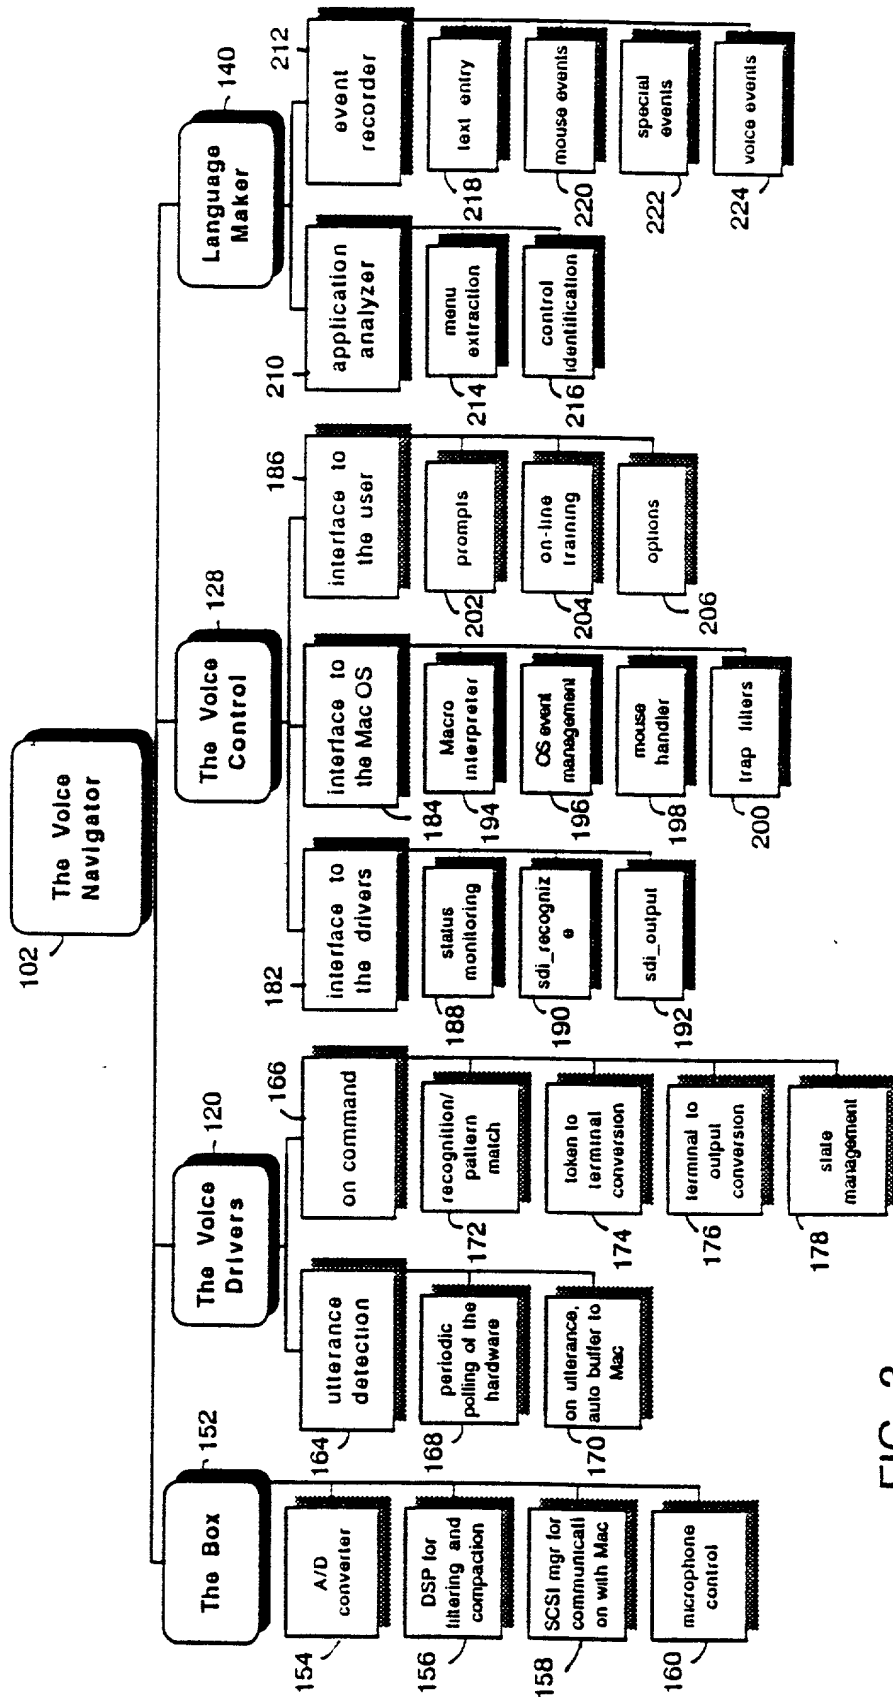 102
The Voice
Navigator
The Box
152
A/D
converter
154
DSP for
filtering and
compaction
156
SCSI mgr for
communicati
on with Mac
158
microphone
control
160
The Voice
Drivers
120
utterance
detection
164
periodic
polling of the
hardware
168
on utterance,
auto buffer to
Mac
170
on command
166
recognition/
pattern
match
172
token to
terminal
conversion
174
terminal to
output
conversion
176
state
management
178
The Voice
Control
128
interface to
the drivers
182
status
monitoring
188
sdi_recogniz
e
190
sdi_output
192
interface to
the Mac OS
184
Macro
interpreter
194
OS event
management
196
mouse
handler
198
trap filters
200
interface to
the user
186
prompts
202
on-line
training
204
options
206
Language
Maker
140
application
analyzer
210
menu
extraction
214
control
identification
216
event
recorder
212
text entry
218
mouse events
220
special
events
222
voice events
224
FIG.